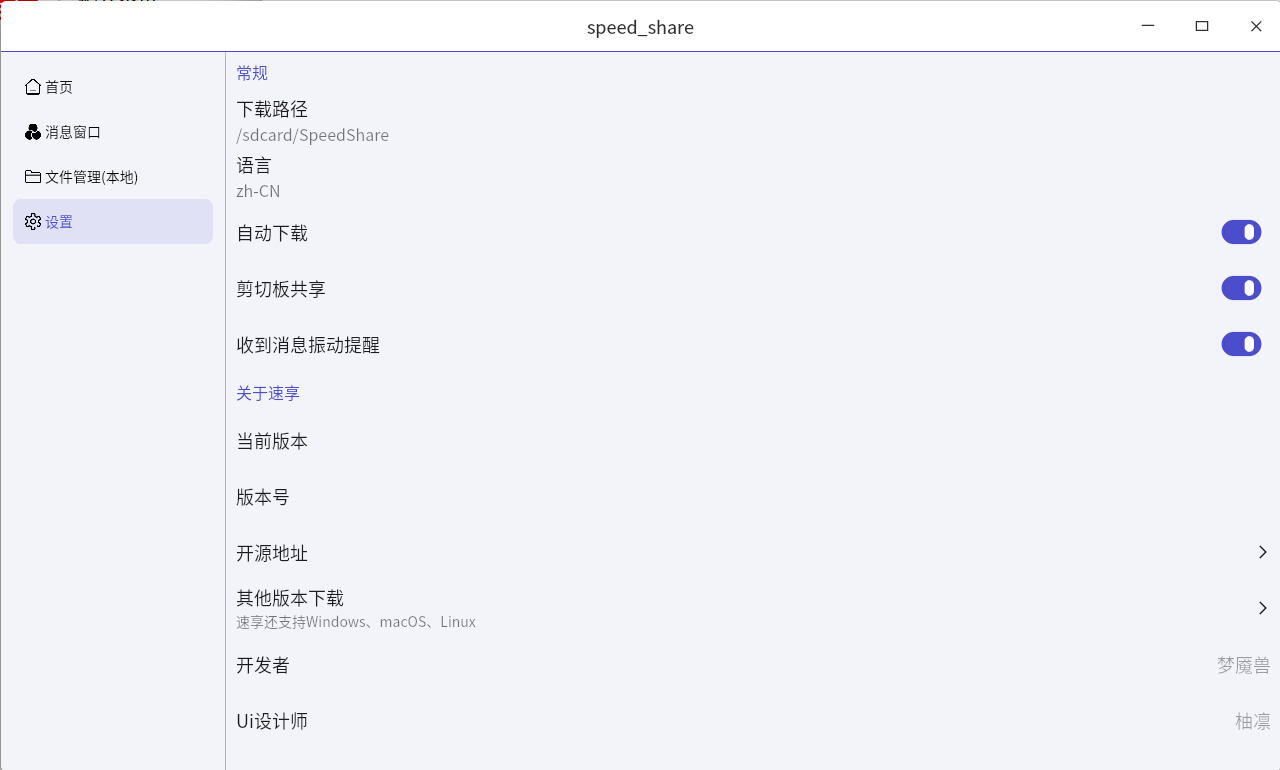 speed_share
首页
消息窗口
文件管理(本地)
设置
常规
下载路径
/sdcard/SpeedShare
语言
zh-CN
自动下载
剪切板共享
收到消息振动提醒
关于速享
当前版本
版本号
开源地址
其他版本下载
速享还支持Windows、macOS、Linux
开发者
梦魇兽
Ui设计师
柚凛